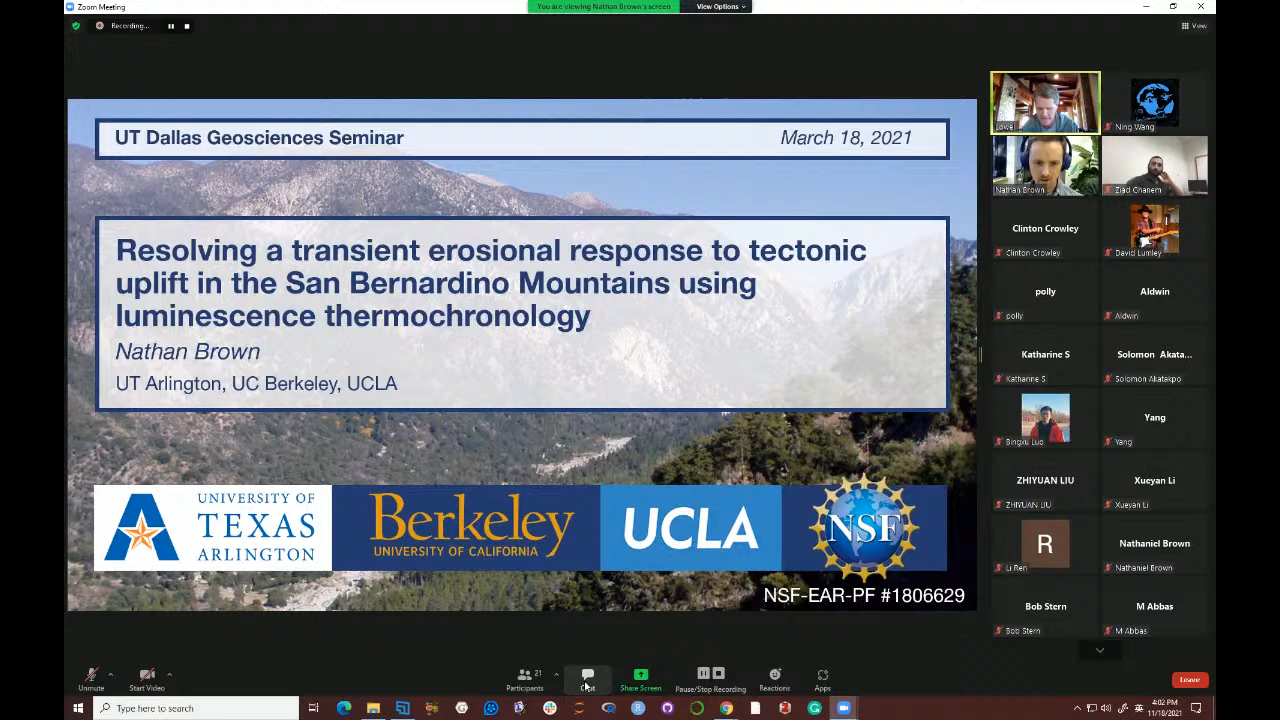 Zoom Meeting
You are viewing Nathan Brown's screen
View Options
Recording...
View
UT Dallas Geosciences Seminar
March 18, 2021
Resolving a transient erosional response to tectonic
uplift in the San Bernardino Mountains using
luminescence thermochronology
Nathan Brown
UT Arlington, UC Berkeley, UCLA
UNIVERSITY OF
TEXAS
ARLINGTON
Berkeley
UNIVERSITY OF CALIFORNIA
UCLA
NSF
NSF-EAR-PF #1806629
Lowel
Ning Wang
Nathan Brown
Ziad Ghanem
Clinton Crowley
Clinton Crowley
David Lumley
polly
polly
Aldwin
Aldwin
Katharine S
Katharine S
Solomon Akata...
Solomon Akatakpo
Bingxu Luo
Yang
Yang
ZHIYUAN LIU
ZHIYUAN LIU
Xueyan Li
Xueyan Li
R
Li Ren
Nathaniel Brown
Nathaniel Brown
Bob Stern
Bob Stern
M Abbas
M Abbas
Unmute
Start Video
21
Participants
Chat
Share Screen
Pause/Stop Recording
Reactions
Apps
Leave
Type here to search
4:02 PM
11/18/2021